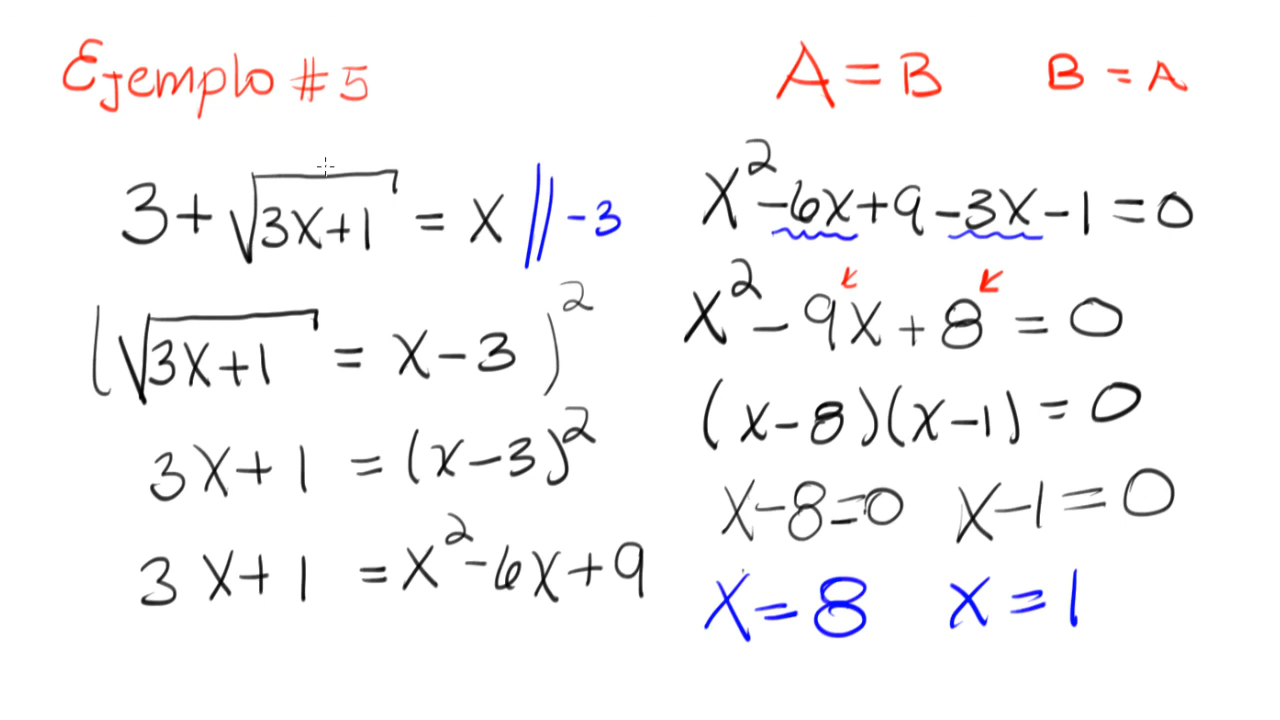 Ejemplo #5
3+√(3x+1) = x ||-3
(√(3x+1) = x-3)²
3x+1 = (x-3)²
3x+1 = x²-6x+9
A=B B=A
x²-6x+9-3x-1=0
x²-9x+8=0
(x-8)(x-1)=0
x-8=0 x-1=0
x=8 x=1